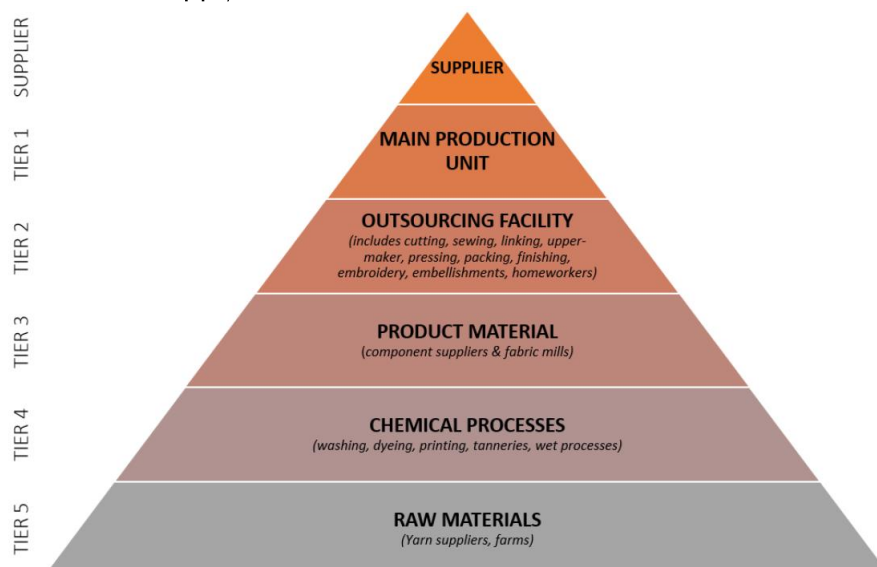 SUPPLIER
SUPPLIER
TIER 1
MAIN PRODUCTION
UNIT
TIER 2
OUTSOURCING FACILITY
(includes cutting, sewing, linking, upper-
maker, pressing, packing, finishing,
embroidery, embellishments, homeworkers)
TIER 3
PRODUCT MATERIAL
(component suppliers & fabric mills)
TIER 4
CHEMICAL PROCESSES
(washing, dyeing, printing, tanneries, wet processes)
TIER 5
RAW MATERIALS
(Yarn suppliers, farms)